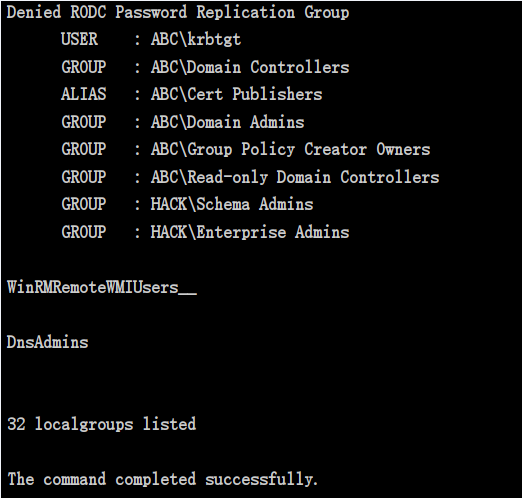 Denied RODC Password Replication Group
USER : ABC\krbtgt
GROUP : ABC\Domain Controllers
ALIAS : ABC\Cert Publishers
GROUP : ABC\Domain Admins
GROUP : ABC\Group Policy Creator Owners
GROUP : ABC\Read-only Domain Controllers
GROUP : HACK\Schema Admins
GROUP : HACK\Enterprise Admins
WinRMRemoteWMIUsers__
DnsAdmins
32 localgroups listed
The command completed successfully.